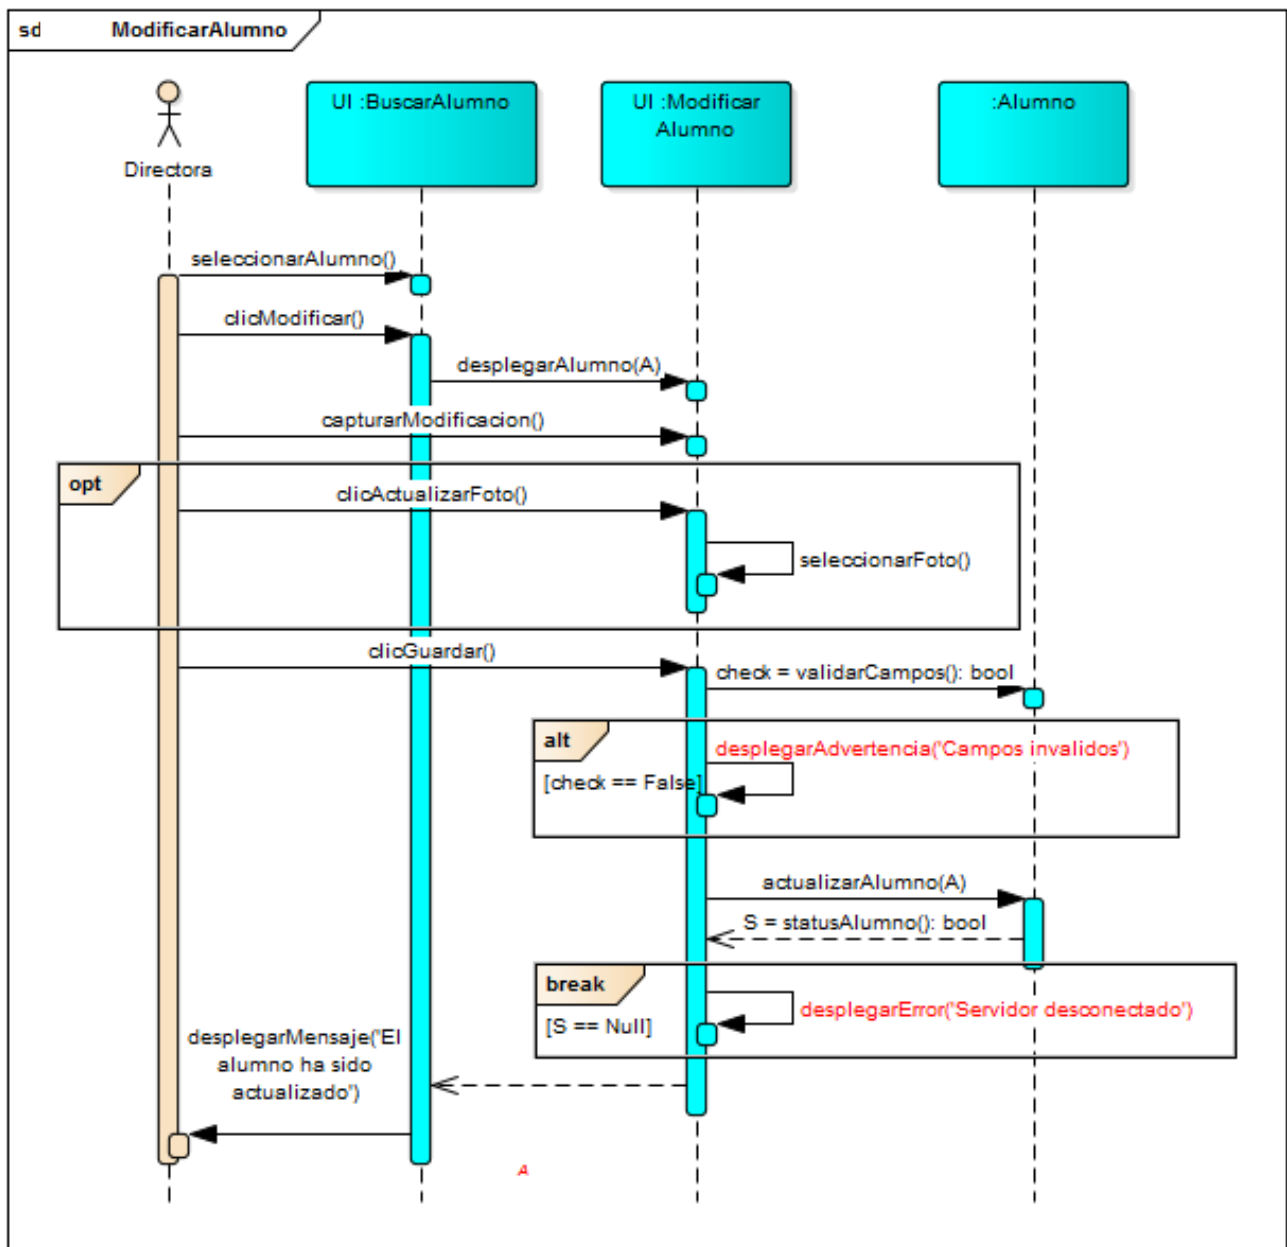 sd ModificarAlumno
Directora
UI :BuscarAlumno
UI :Modificar
Alumno
:Alumno
seleccionarAlumno()
clicModificar()
desplegarAlumno(A)
capturarModificacion()
opt
clicActualizarFoto()
seleccionarFoto()
clicGuardar()
check = validarCampos(): bool
alt
desplegarAdvertencia('Campos invalidos')
[check == False]
actualizarAlumno(A)
S = statusAlumno(): bool
break
desplegarError('Servidor desconectado')
[S == Null]
desplegarMensaje('El
alumno ha sido
actualizado')
A